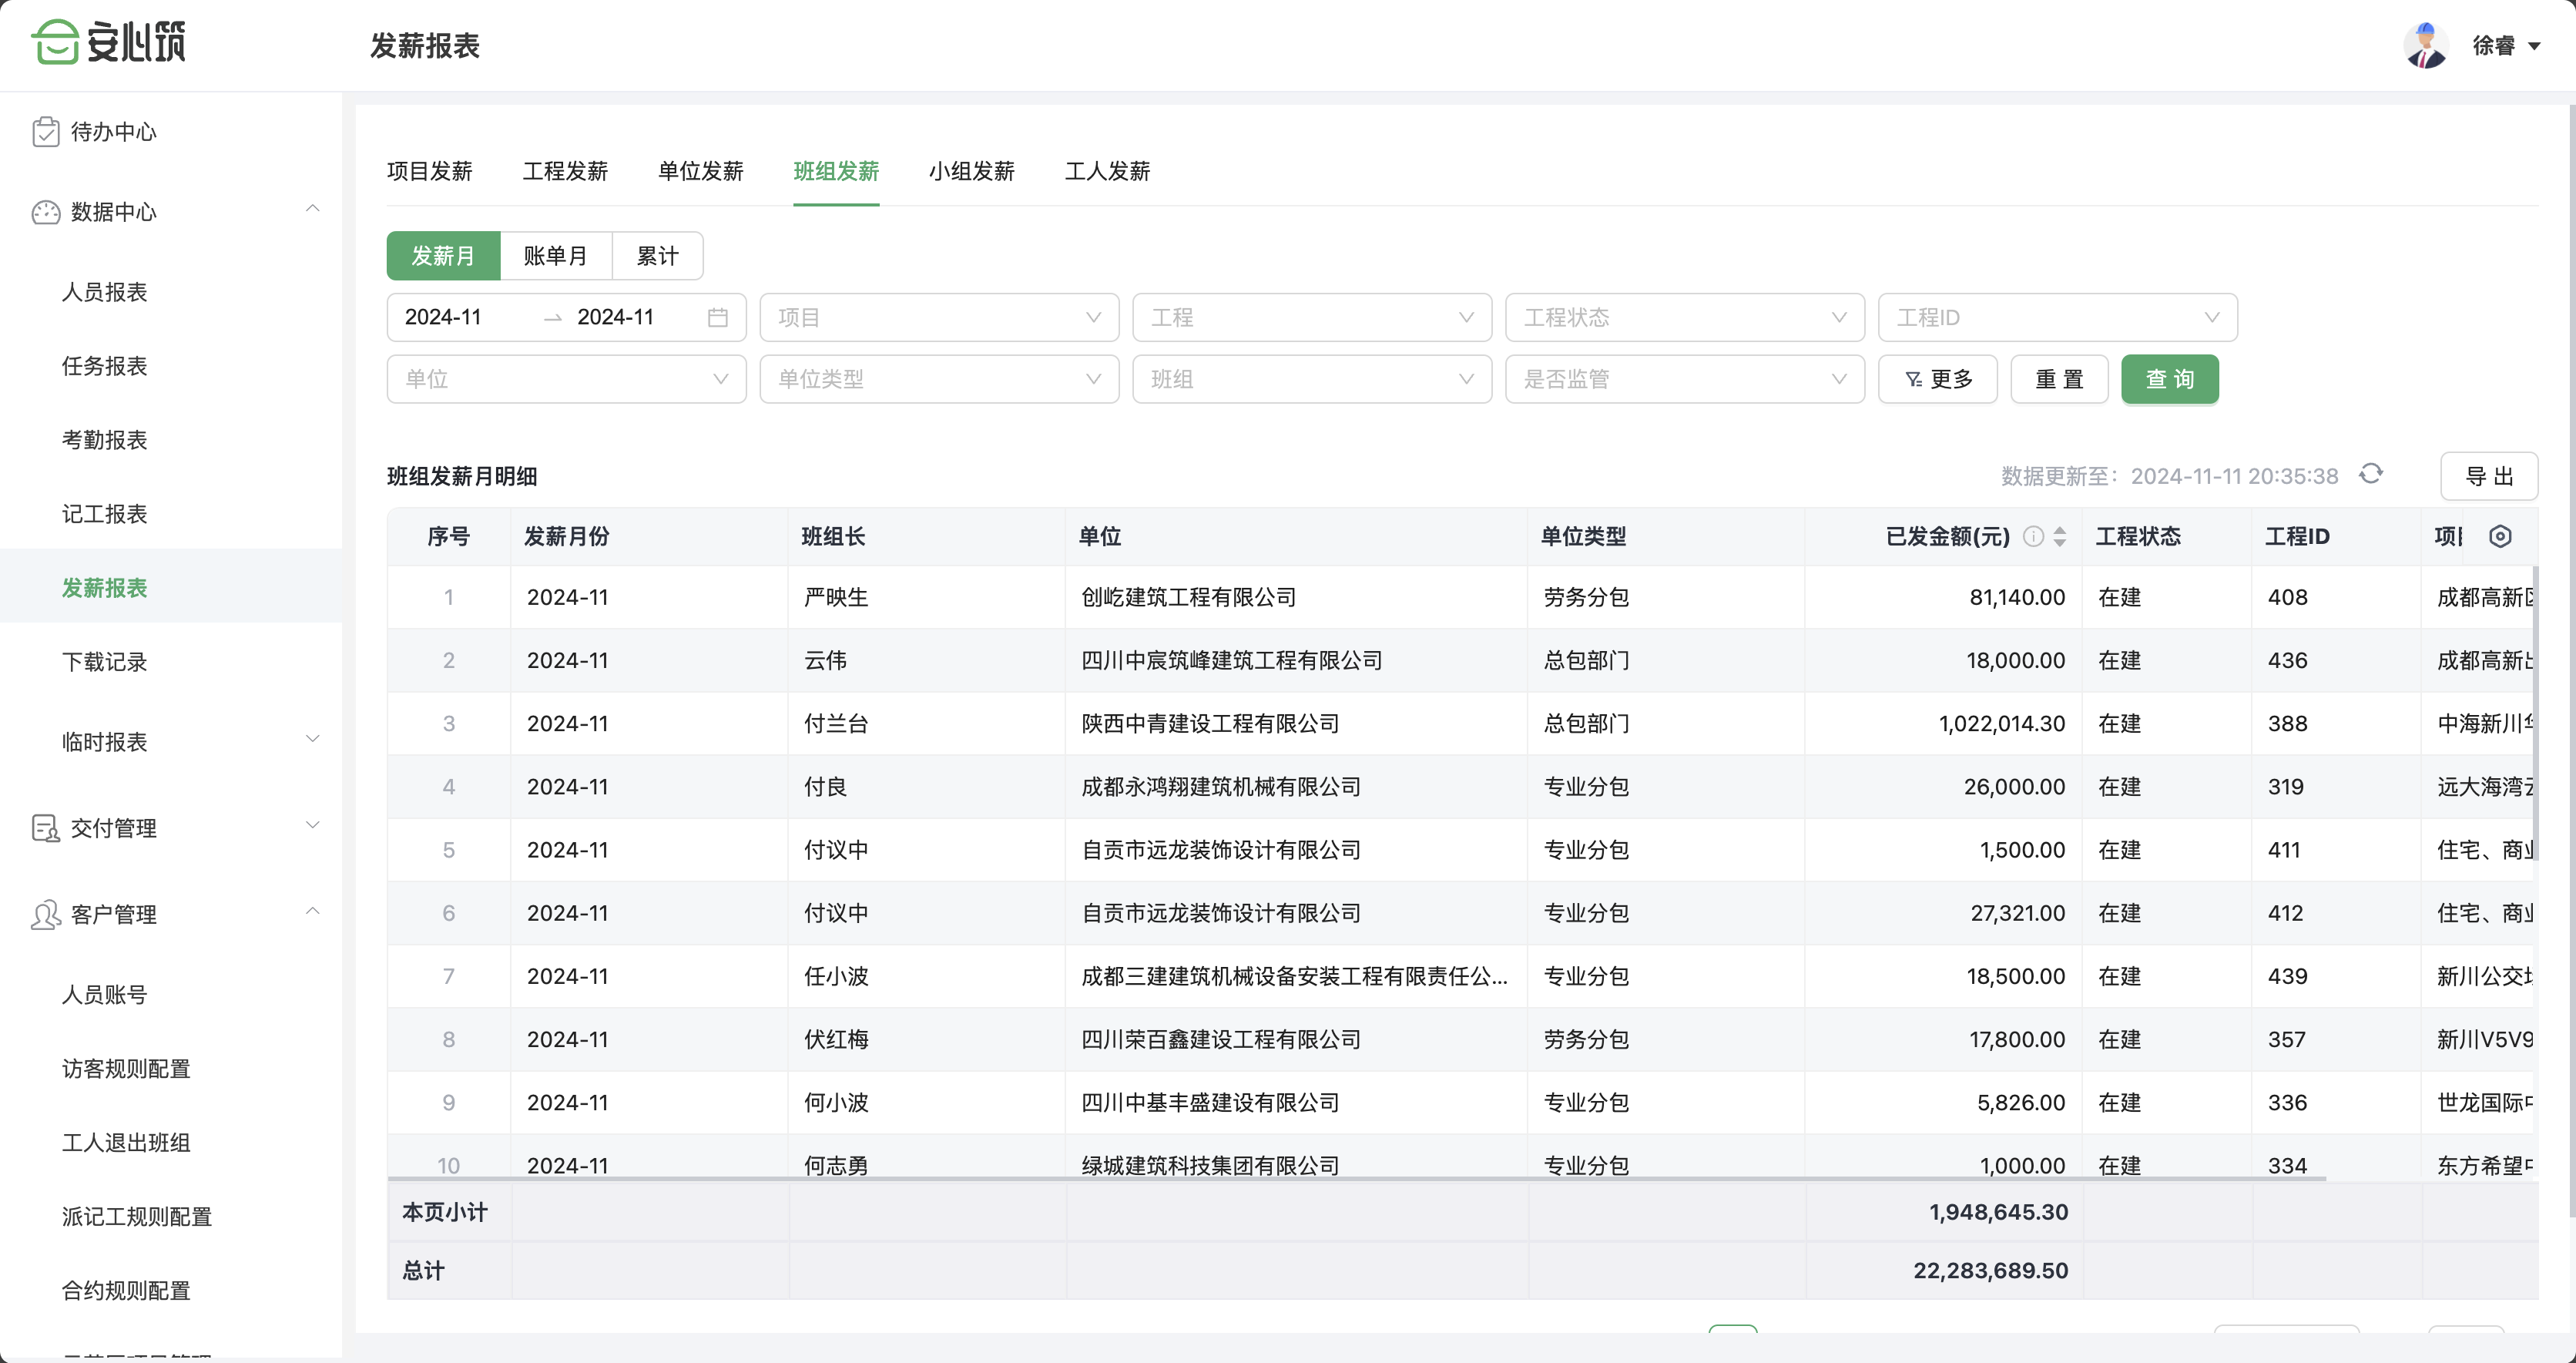 安心筑
发薪报表
徐睿
待办中心
数据中心
人员报表
任务报表
考勤报表
记工报表
发薪报表
下载记录
临时报表
交付管理
客户管理
人员账号
访客规则配置
工人退出班组
派记工规则配置
合约规则配置
项目发薪 工程发薪 单位发薪 班组发薪 小组发薪 工人发薪
发薪月 账单月 累计
2024-11 → 2024-11 项目 工程 工程状态 工程ID
单位 单位类型 班组 是否监管 更多 重置 查询
班组发薪月明细 数据更新至：2024-11-11 20:35:38 导出
序号 发薪月份 班组长 单位 单位类型 已发金额(元) 工程状态 工程ID 项
1 2024-11 严映生 创屹建筑工程有限公司 劳务分包 81,140.00 在建 408 成都高新
2 2024-11 云伟 四川中宸筑峰建筑工程有限公司 总包部门 18,000.00 在建 436 成都高新
3 2024-11 付兰台 陕西中青建设工程有限公司 总包部门 1,022,014.30 在建 388 中海新川
4 2024-11 付良 成都永鸿翔建筑机械有限公司 专业分包 26,000.00 在建 319 远大海湾
5 2024-11 付议中 自贡市远龙装饰设计有限公司 专业分包 1,500.00 在建 411 住宅、商
6 2024-11 付议中 自贡市远龙装饰设计有限公司 专业分包 27,321.00 在建 412 住宅、商
7 2024-11 任小波 成都三建建筑机械设备安装工程有限责任公... 专业分包 18,500.00 在建 439 新川公交
8 2024-11 伏红梅 四川荣百鑫建设工程有限公司 劳务分包 17,800.00 在建 357 新川V5V9
9 2024-11 何小波 四川中基丰盛建设有限公司 专业分包 5,826.00 在建 336 世龙国际
10 2024-11 何志勇 绿城建筑科技集团有限公司 专业分包 1,000.00 在建 334 东方希望
本页小计 1,948,645.30
总计 22,283,689.50